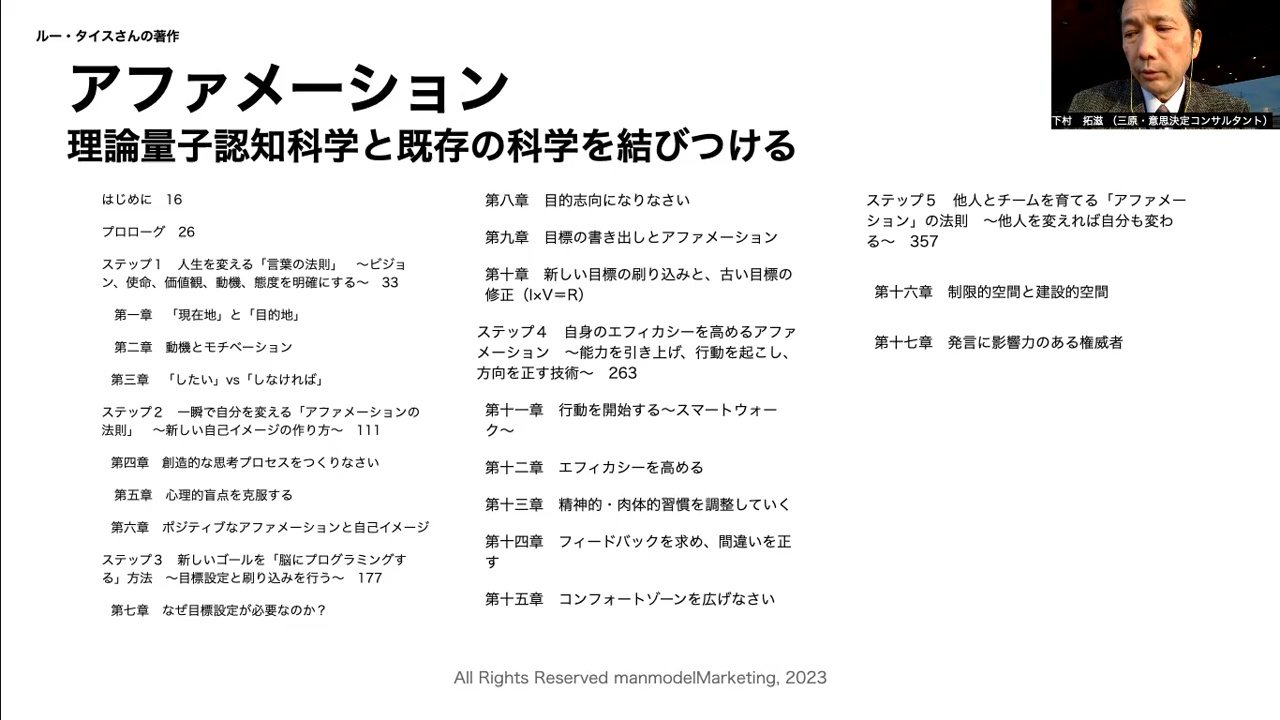 ルー・タイスさんの著作
アファメーション
理論量子認知科学と既存の科学を結びつける
はじめに　16
プロローグ　26
ステップ１　人生を変える「言葉の法則」　〜ビジョ
ン、使命、価値観、動機、態度を明確にする〜　33
第一章　「現在地」と「目的地」
第二章　動機とモチベーション
第三章　「したい」vs「しなければ」
ステップ２　一瞬で自分を変える「アファメーションの
法則」　〜新しい自己イメージの作り方〜　111
第四章　創造的な思考プロセスをつくりなさい
第五章　心理的盲点を克服する
第六章　ポジティブなアファメーションと自己イメージ
ステップ３　新しいゴールを「脳にプログラミングす
る」方法　〜目標設定と刷り込みを行う〜　177
第七章　なぜ目標設定が必要なのか？
第八章　目的志向になりなさい
第九章　目標の書き出しとアファメーション
第十章　新しい目標の刷り込みと、古い目標の
修正（I×V＝R）
ステップ４　自身のエフィカシーを高めるアファ
メーション　〜能力を引き上げ、行動を起こし、
方向を正す技術〜　263
第十一章　行動を開始する〜スマートウォー
ク〜
第十二章　エフィカシーを高める
第十三章　精神的・肉体的習慣を調整していく
第十四章　フィードバックを求め、間違いを正
す
第十五章　コンフォートゾーンを広げなさい
ステップ５　他人とチームを育てる「アファメー
ション」の法則　〜他人を変えれば自分も変わ
る〜　357
第十六章　制限的空間と建設的空間
第十七章　発言に影響力のある権威者
下村　拓滋　（三原・意思決定コンサルタント）
All Rights Reserved manmodelMarketing, 2023